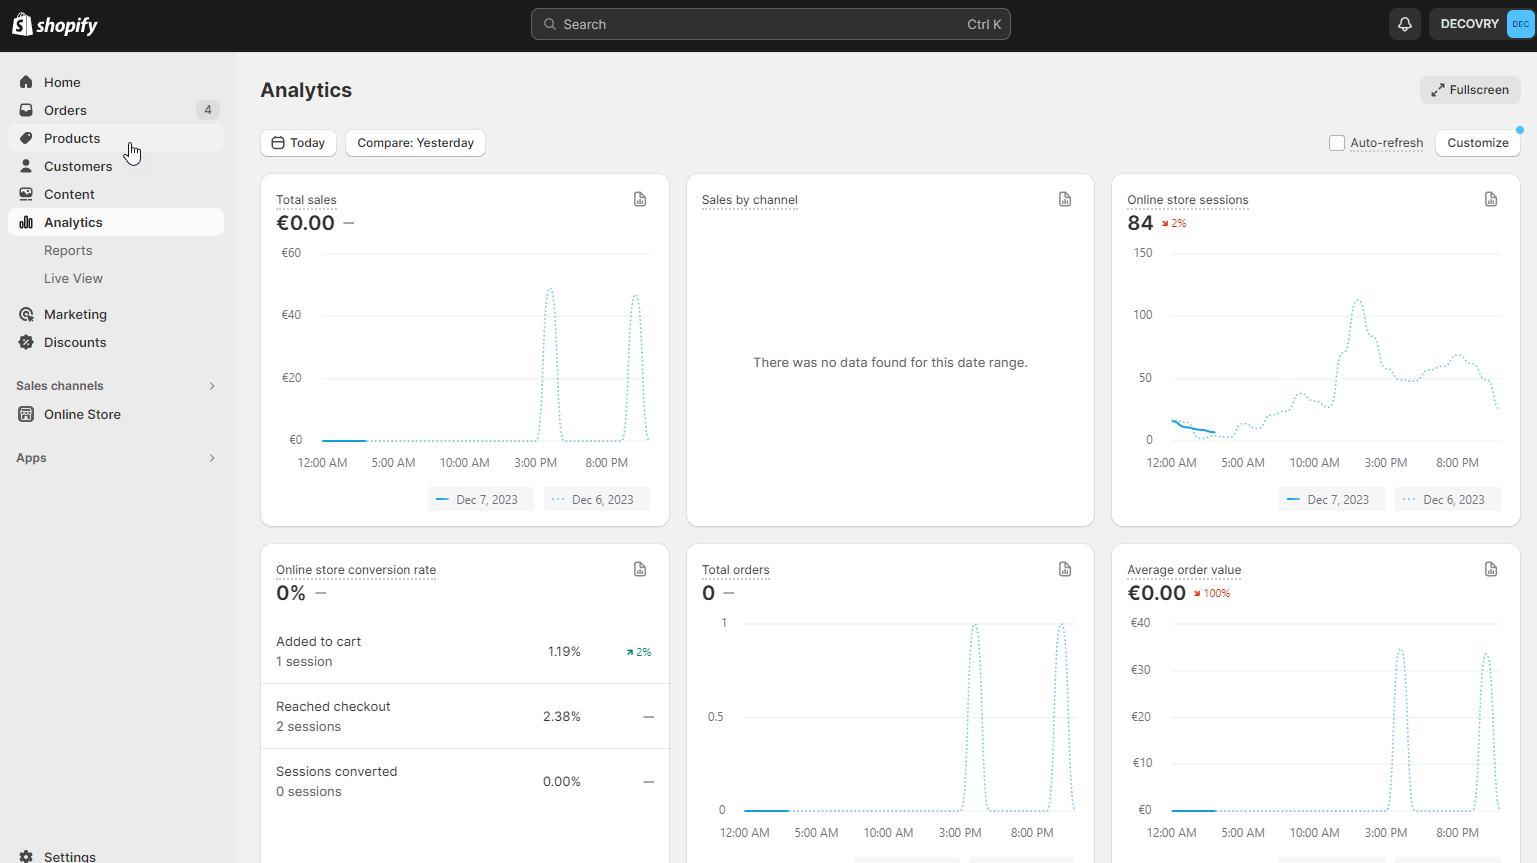 shopify
Search
Ctrl K
DECOVRY
DEC
Home
Orders
4
Products
Customers
Content
Analytics
Reports
Live View
Marketing
Discounts
Sales channels
Online Store
Apps
Settings
Analytics
Fullscreen
Today
Compare: Yesterday
Auto-refresh
Customize
Total sales
€0.00 —
€60
€40
€20
€0
12:00 AM 5:00 AM 10:00 AM 3:00 PM 8:00 PM
Dec 7, 2023 Dec 6, 2023
Sales by channel
There was no data found for this date range.
Online store sessions
84 2%
150
100
50
0
12:00 AM 5:00 AM 10:00 AM 3:00 PM 8:00 PM
Dec 7, 2023 Dec 6, 2023
Online store conversion rate
0% —
Added to cart
1 session
1.19% 2%
Reached checkout
2 sessions
2.38% —
Sessions converted
0 sessions
0.00% —
Total orders
0 —
1
0.5
0
12:00 AM 5:00 AM 10:00 AM 3:00 PM 8:00 PM
Average order value
€0.00 100%
€40
€30
€20
€10
€0
12:00 AM 5:00 AM 10:00 AM 3:00 PM 8:00 PM